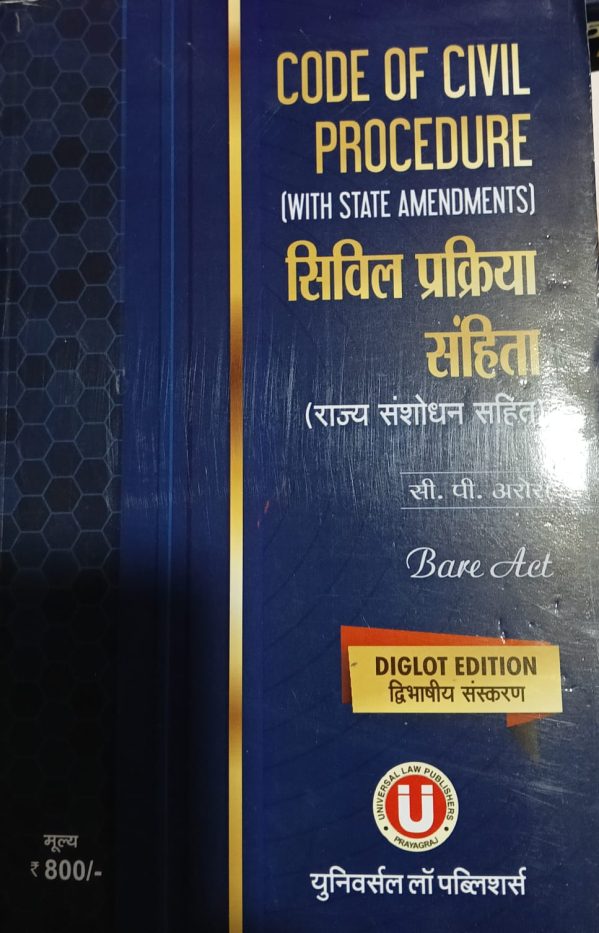 CODE OF CIVIL
PROCEDURE
(WITH STATE AMENDMENTS)
सिविल प्रक्रिया
संहिता
(राज्य संशोधन सहित)
सी. पी. अरोरा
Bare Act
DIGLOT EDITION
द्विभाषीय संस्करण
UNIVERSAL LAW PUBLISHERS
U
PRAYAGRAJ
युनिवर्सल लॉ पब्लिशर्स
मूल्य
₹ 800/-